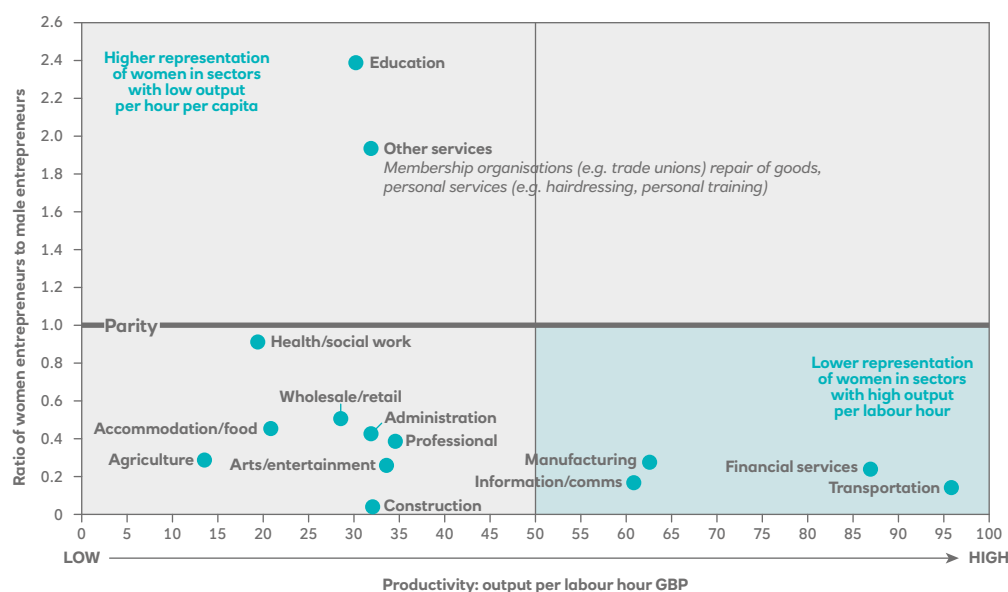 Ratio of women entrepreneurs to male entrepreneurs
2.6
2.4
2.2
2.0
1.8
1.6
1.4
1.2
1.0
0.8
0.6
0.4
0.2
0
Higher representation
of women in sectors
with low output
per hour per capita
Education
Other services
Membership organisations (e.g. trade unions) repair of goods,
personal services (e.g. hairdressing, personal training)
Parity
Health/social work
Wholesale/retail
Administration
Accommodation/food
Professional
Agriculture
Arts/entertainment
Construction
Lower representation
of women in sectors
with high output
per labour hour
Manufacturing
Information/comms
Financial services
Transportation
0 5 10 15 20 25 30 35 40 45 50 55 60 65 70 75 80 85 90 95 100
LOW HIGH
Productivity: output per labour hour GBP